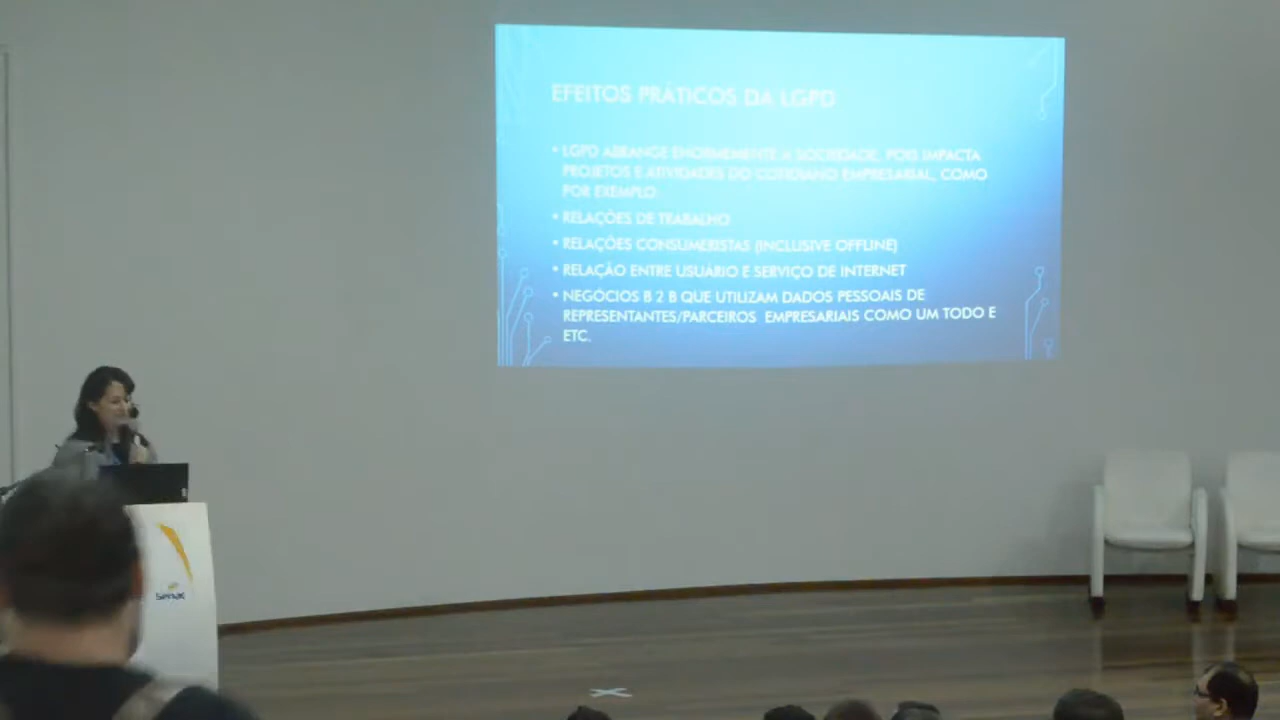 EFEITOS PRÁTICOS DA LGPD
• LGPD ABRANGE ENORMEMENTE A SOCIEDADE, POIS IMPACTA
PROJETOS E ATIVIDADES DO COTIDIANO EMPRESARIAL, COMO
POR EXEMPLO:
• RELAÇÕES DE TRABALHO
• RELAÇÕES CONSUMERISTAS (INCLUSIVE OFFLINE)
• RELAÇÃO ENTRE USUÁRIO E SERVIÇO DE INTERNET
• NEGÓCIOS B 2 B QUE UTILIZAM DADOS PESSOAIS DE
REPRESENTANTES/PARCEIROS EMPRESARIAIS COMO UM TODO E
ETC.
Senac